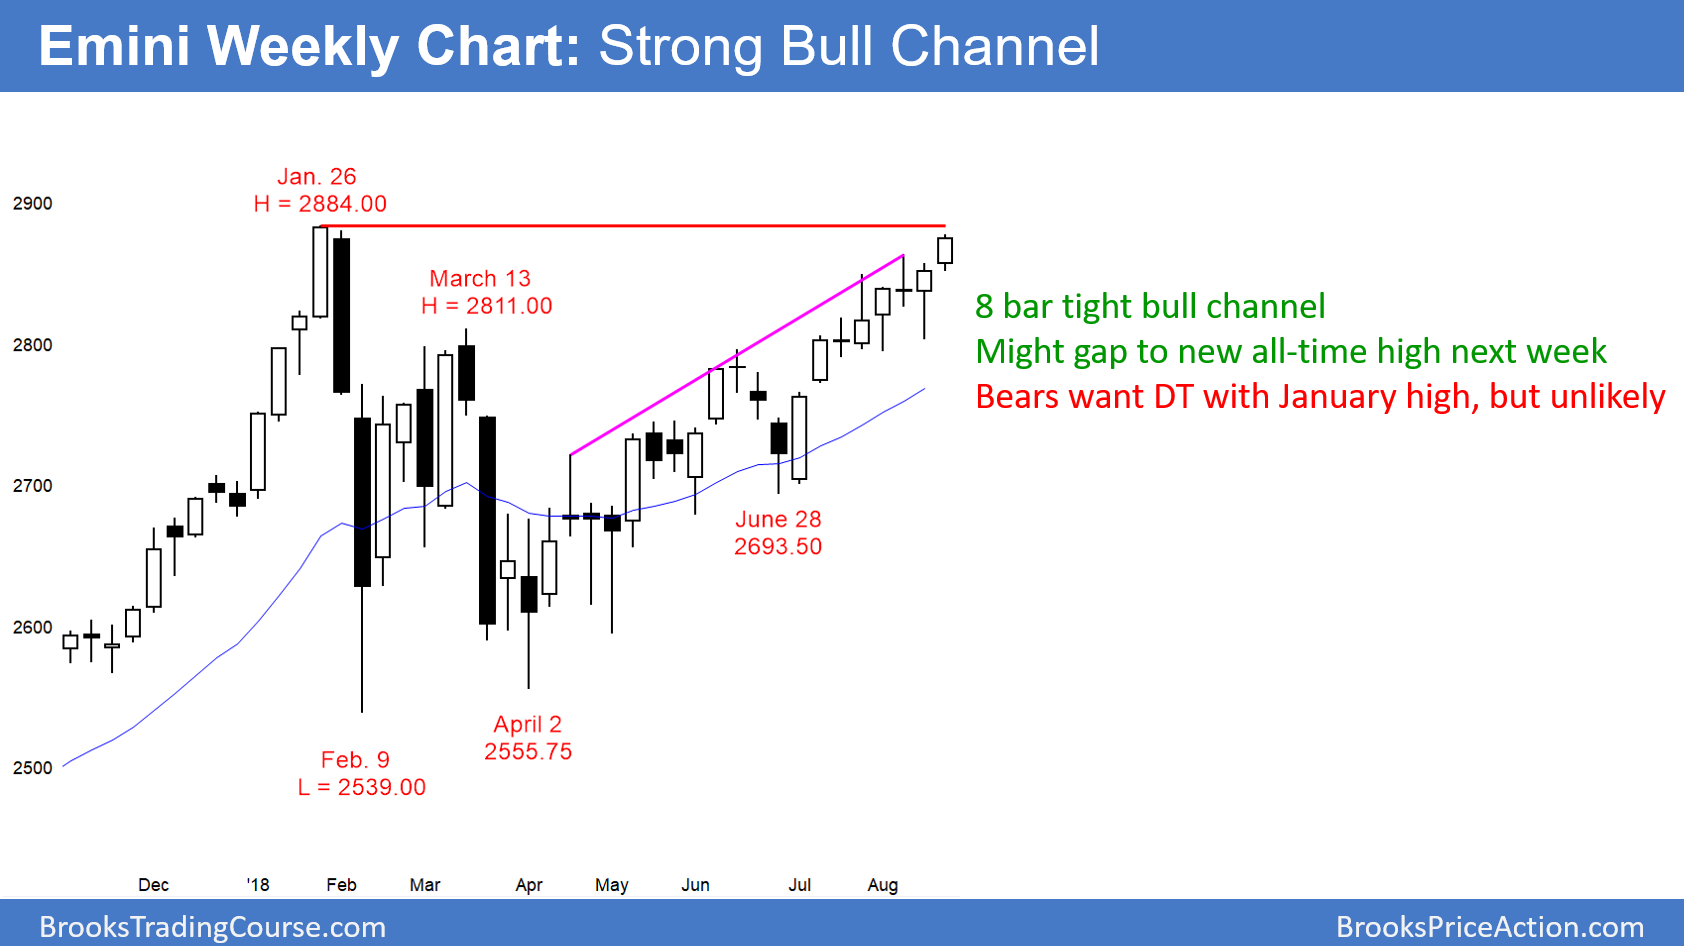 Emini Weekly Chart: Strong Bull Channel
Jan. 26
H = 2884.00
2900
March 13
H = 2811.00
8 bar tight bull channel
2800
Might gap to new all-time high next week
Bears want DT with January high, but unlikely
2700
June 28
2693.50
2600
April 2
2555.75
Feb. 9
L = 2539.00
2500
Dec '18 Feb Mar Apr May Jun Jul Aug
BrooksTradingCourse.com
BrooksPriceAction.com